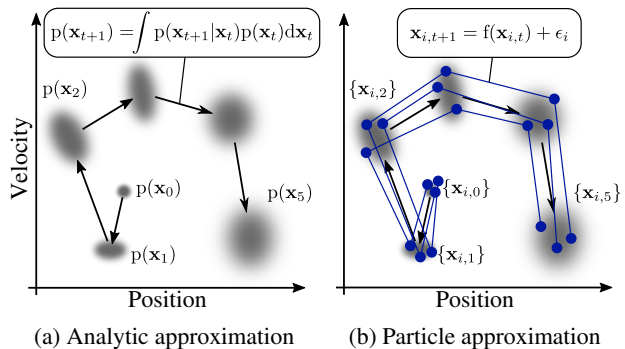 p(x_{t+1}) = ∫ p(x_{t+1}|x_t)p(x_t)dx_t
p(x_2)
p(x_0)
p(x_1)
p(x_5)
Velocity
Position
(a) Analytic approximation
x_{i,t+1} = f(x_{i,t}) + ϵ_i
{x_{i,2}}
{x_{i,0}}
{x_{i,5}}
{x_{i,1}}
Position
(b) Particle approximation